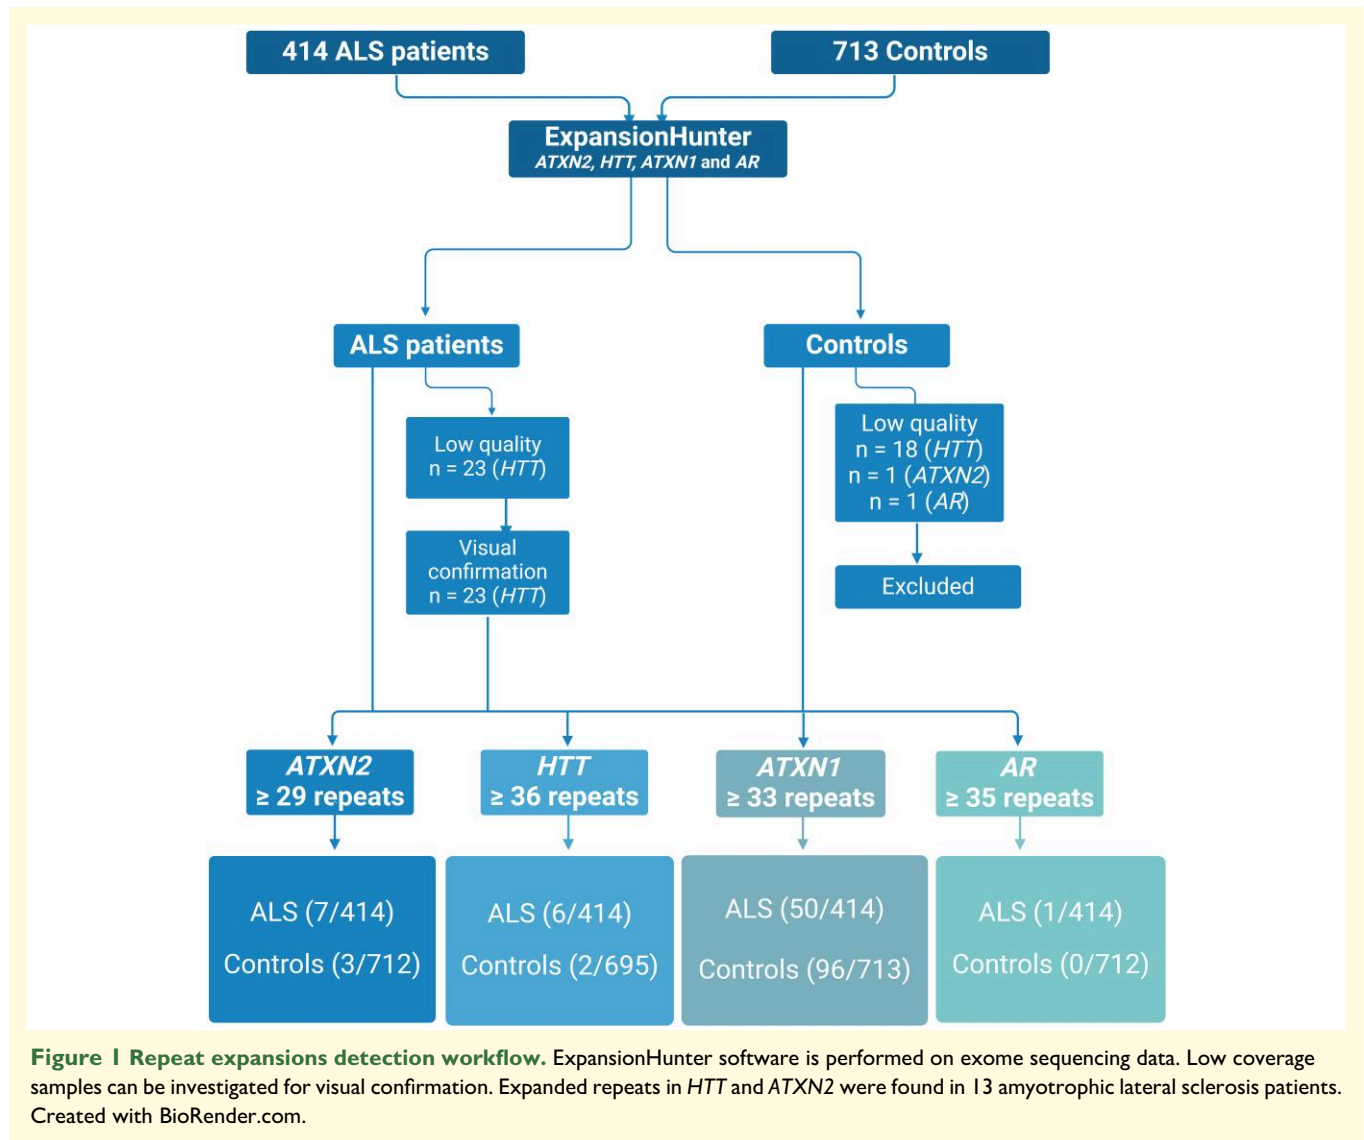 414 ALS patients
713 Controls
ExpansionHunter
ATXN2, HTT, ATXN1 and AR
ALS patients
Controls
Low quality
n = 23 (HTT)
Visual
confirmation
n = 23 (HTT)
Low quality
n = 18 (HTT)
n = 1 (ATXN2)
n = 1 (AR)
Excluded
ATXN2
≥ 29 repeats
HTT
≥ 36 repeats
ATXN1
≥ 33 repeats
AR
≥ 35 repeats
ALS (7/414)
Controls (3/712)
ALS (6/414)
Controls (2/695)
ALS (50/414)
Controls (96/713)
ALS (1/414)
Controls (0/712)
Figure 1 Repeat expansions detection workflow. ExpansionHunter software is performed on exome sequencing data. Low coverage
samples can be investigated for visual confirmation. Expanded repeats in HTT and ATXN2 were found in 13 amyotrophic lateral sclerosis patients.
Created with BioRender.com.